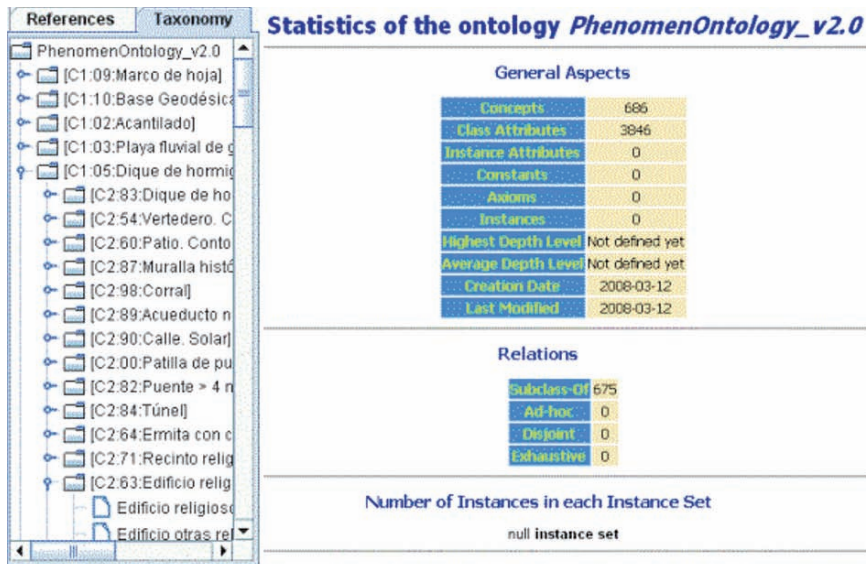 References Taxonomy
PhenomenOntology_v2.0
[C1:09:Marco de hoja]
[C1:10:Base Geodésica
[C1:02:Acantilado]
[C1:03:Playa fluvial de g
[C1:05:Dique de hormig
[C2:83:Dique de ho
[C2:54:Vertedero. C
[C2:60:Patio. Conto
[C2:87:Muralla histó
[C2:98:Corral]
[C2:89:Acueducto n
[C2:90:Calle. Solar]
[C2:00:Patilla de pu
[C2:82:Puente > 4 n
[C2:84:Túnel]
[C2:64:Ermita con c
[C2:71:Recinto relig
[C2:63:Edificio relig
Edificio religioso
Edificio otras rel
Statistics of the ontology PhenomenOntology_v2.0
General Aspects
Concepts 686
Class Attributes 3846
Instance Attributes 0
Constants 0
Axioms 0
Instances 0
Highest Depth Level Not defined yet
Average Depth Level Not defined yet
Creation Date 2008-03-12
Last Modified 2008-03-12
Relations
Subclass-Of 675
Ad-hoc 0
Disjoint 0
Exhaustive 0
Number of Instances in each Instance Set
null instance set